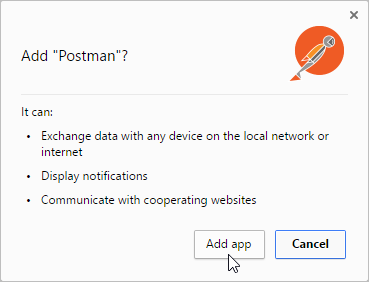 Add "Postman"?
It can:
• Exchange data with any device on the local network or
internet
• Display notifications
• Communicate with cooperating websites
Add app Cancel